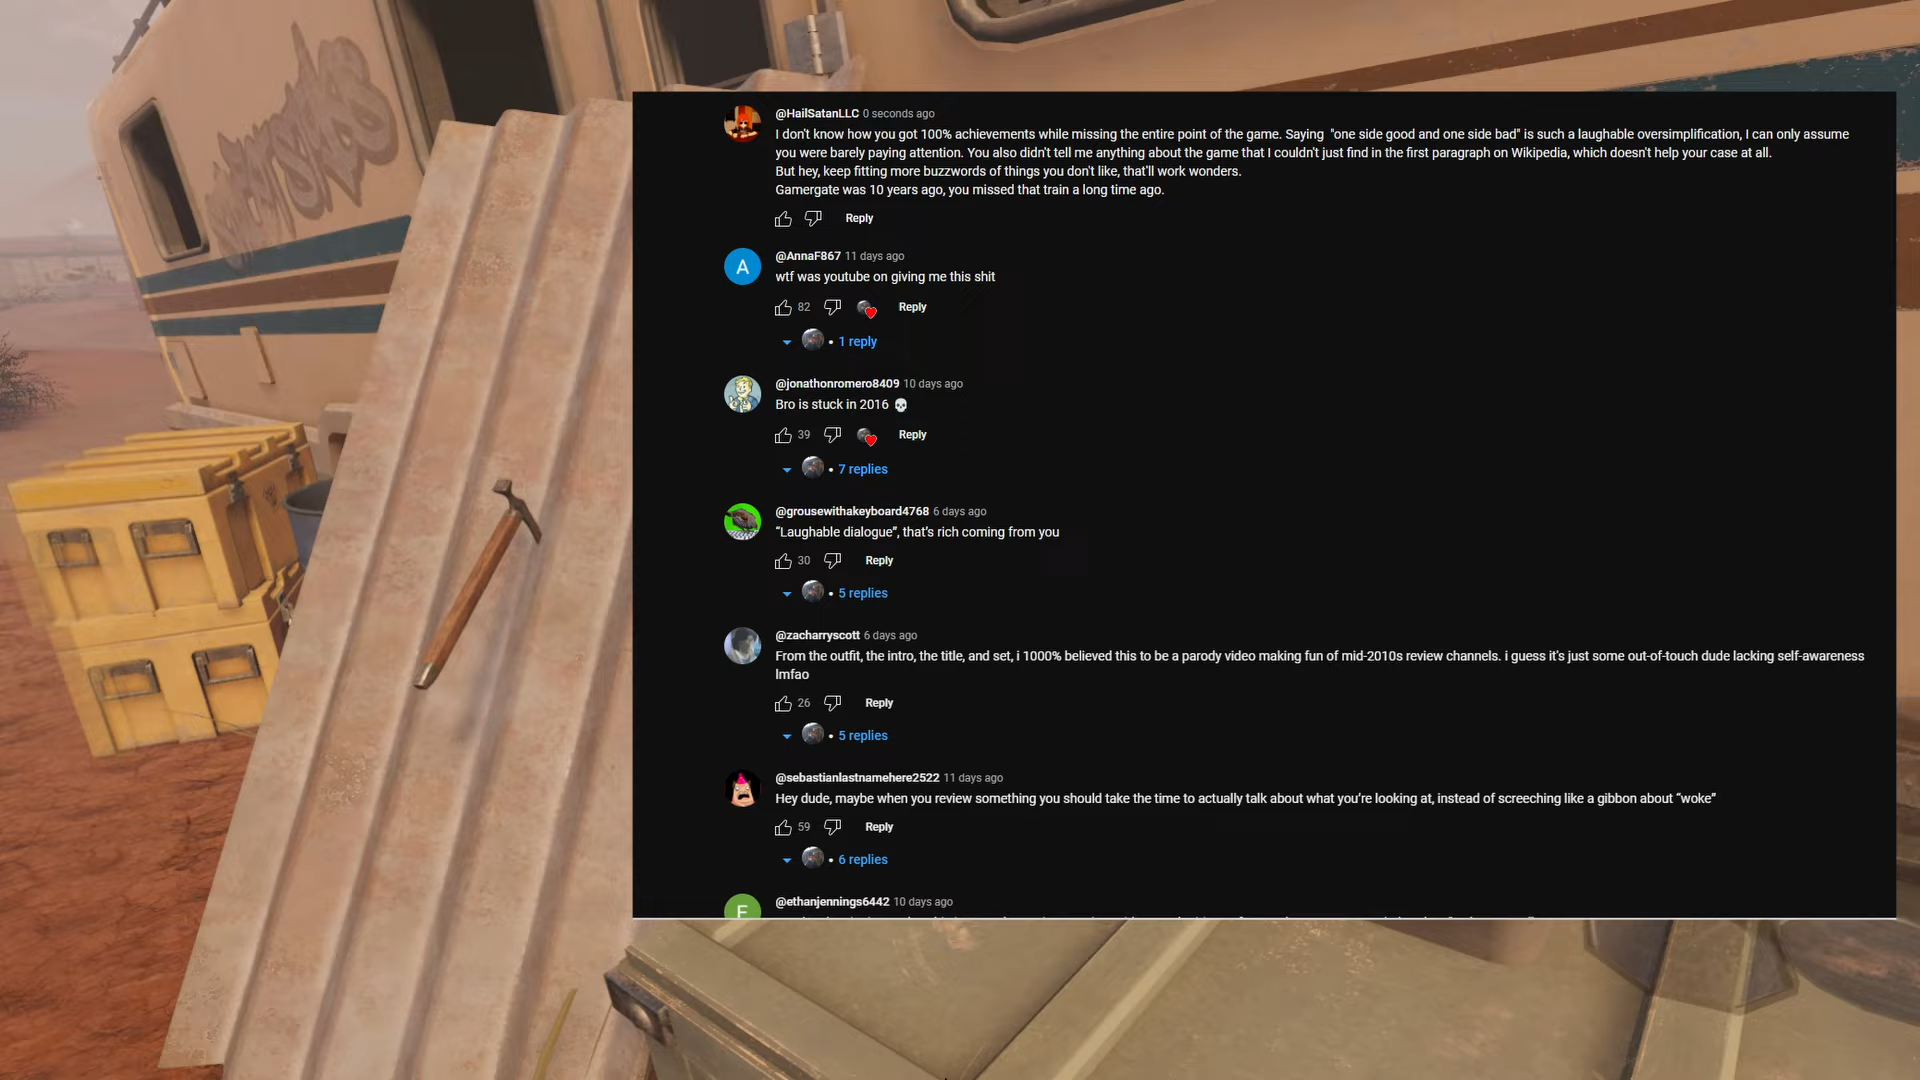 @HailSatanLLC 0 seconds ago
I don't know how you got 100% achievements while missing the entire point of the game. Saying  "one side good and one side bad" is such a laughable oversimplification, I can only assume
you were barely paying attention. You also didn't tell me anything about the game that I couldn't just find in the first paragraph on Wikipedia, which doesn't help your case at all.
But hey, keep fitting more buzzwords of things you don't like, that'll work wonders.
Gamergate was 10 years ago, you missed that train a long time ago.
Reply
A
@AnnaF867 11 days ago
wtf was youtube on giving me this shit
82 Reply
• 1 reply
@jonathonromero8409 10 days ago
Bro is stuck in 2016 💀
39 Reply
• 7 replies
@grousewithakeyboard4768 6 days ago
“Laughable dialogue”, that’s rich coming from you
30 Reply
• 5 replies
@zacharryscott 6 days ago
From the outfit, the intro, the title, and set, i 1000% believed this to be a parody video making fun of mid-2010s review channels. i guess it's just some out-of-touch dude lacking self-awareness
lmfao
26 Reply
• 5 replies
@sebastianlastnamehere2522 11 days ago
Hey dude, maybe when you review something you should take the time to actually talk about what you’re looking at, instead of screeching like a gibbon about “woke”
59 Reply
• 6 replies
E
@ethanjennings6442 10 days ago